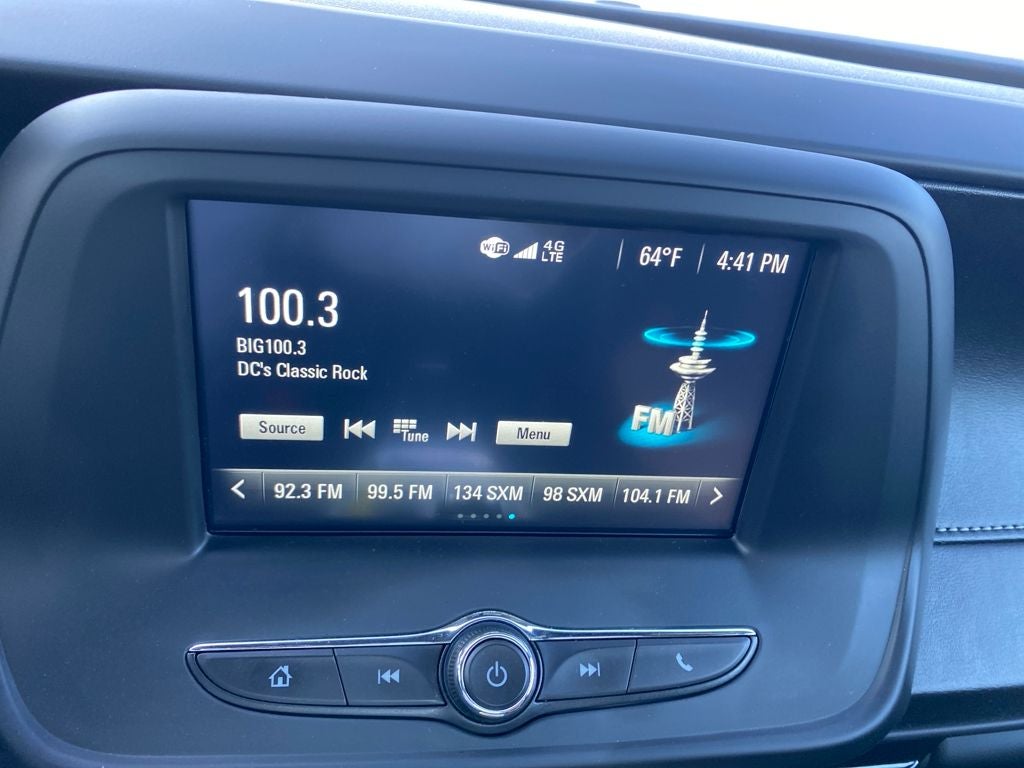 WiFi 4G LTE 64°F 4:41 PM
100.3
BIG100.3
DC's Classic Rock
FM
Source Tune Menu
92.3 FM 99.5 FM 134 SXM 98 SXM 104.1 FM